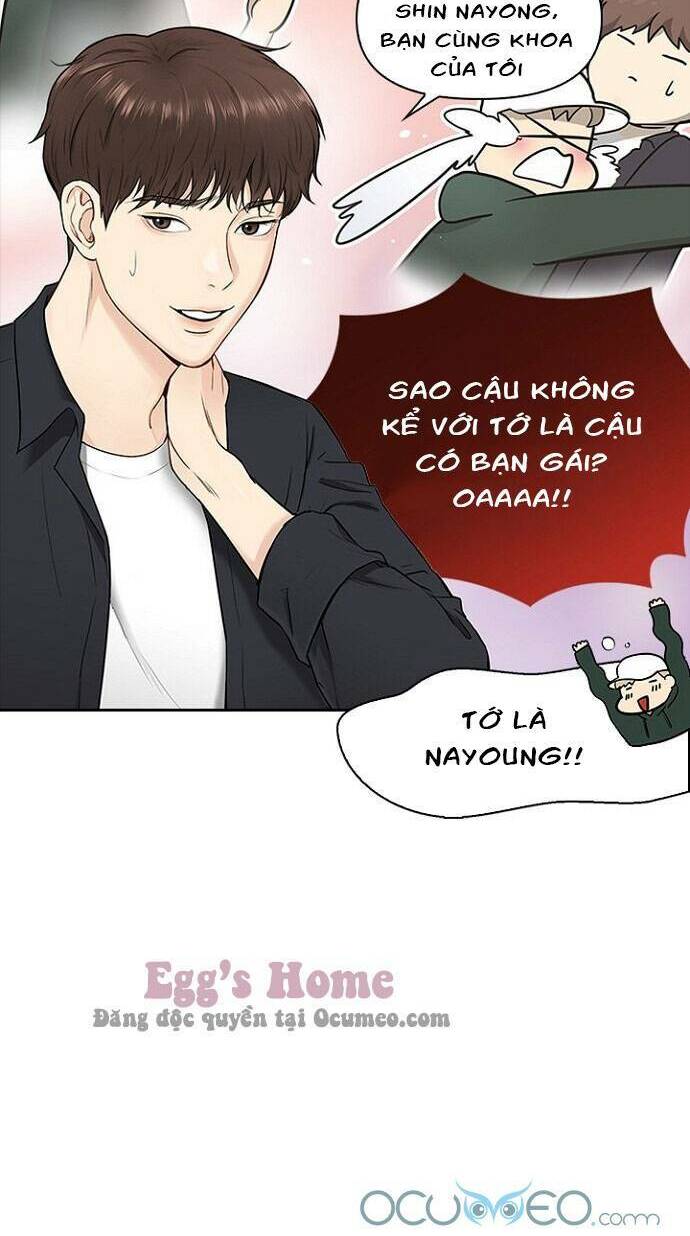 SHIN NAYONG,
BẠN CÙNG KHOA
CỦA TÔI
SAO CẬU KHÔNG
KỂ VỚI TỚ LÀ CẬU
CÓ BẠN GÁI?
OAAAA!!
TỚ LÀ
NAYOUNG!!
Egg's Home
Đăng độc quyền tại Ocumeo.com
OCUMEO.comm